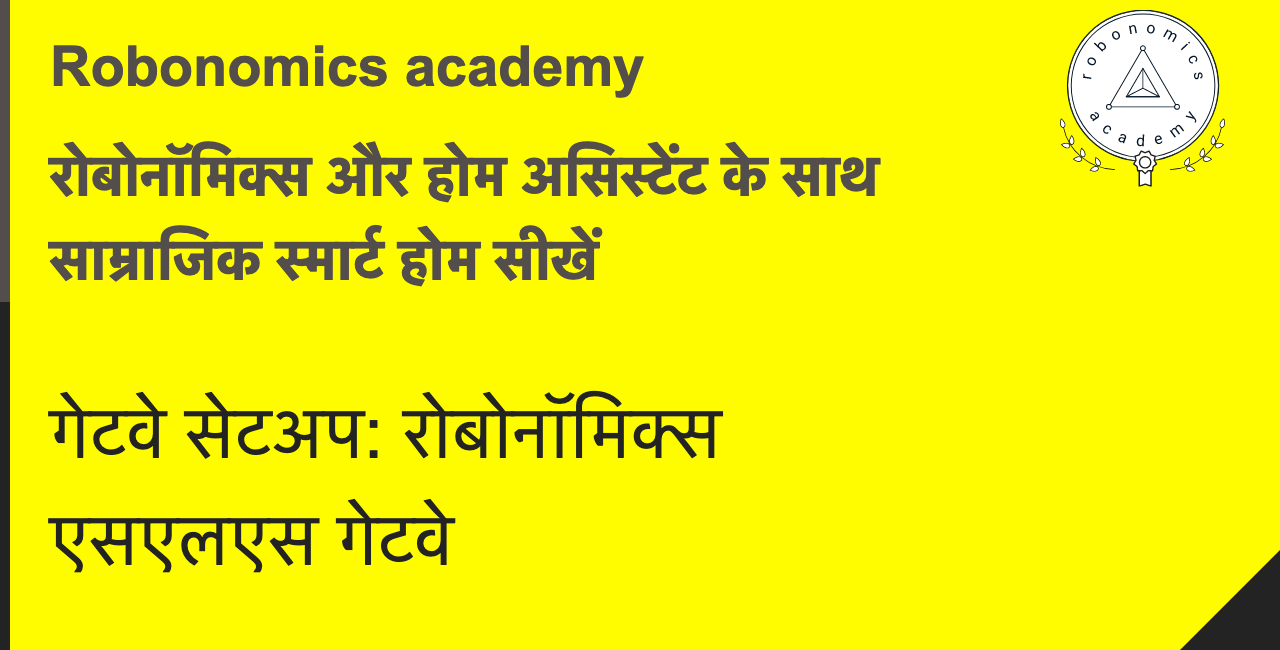 Robonomics academy
robonomics
academy
रोबोनॉमिक्स और होम असिस्टेंट के साथ
साम्राजिक स्मार्ट होम सीखें
गेटवे सेटअप: रोबोनॉमिक्स
एसएलएस गेटवे